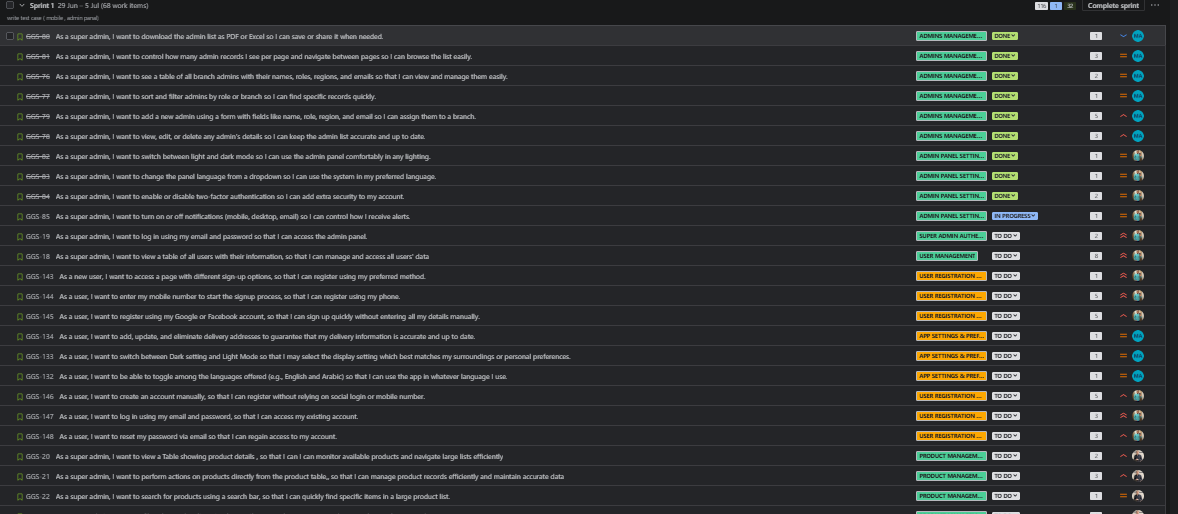 Sprint 1 29 Jun – 5 Jul (68 work items) 116 1 32 Complete sprint ...
write test case ( mobile , admin panel)
GGS-80 As a super admin, I want to download the admin list as PDF or Excel so I can save or share it when needed. ADMINS MANAGEME... DONE 1 MA
GGS-81 As a super admin, I want to control how many admin records I see per page and navigate between pages so I can browse the list easily. ADMINS MANAGEME... DONE 3 MA
GGS-76 As a super admin, I want to see a table of all branch admins with their names, roles, regions, and emails so that I can view and manage them easily. ADMINS MANAGEME... DONE 2 MA
GGS-77 As a super admin, I want to sort and filter admins by role or branch so I can find specific records quickly. ADMINS MANAGEME... DONE 1 MA
GGS-79 As a super admin, I want to add a new admin using a form with fields like name, role, region, and email so I can assign them to a branch. ADMINS MANAGEME... DONE 5 MA
GGS-78 As a super admin, I want to view, edit, or delete any admin's details so I can keep the admin list accurate and up to date. ADMINS MANAGEME... DONE 3 MA
GGS-82 As a super admin, I want to switch between light and dark mode so I can use the admin panel comfortably in any lighting. ADMIN PANEL SETTIN... DONE 1
GGS-83 As a super admin, I want to change the panel language from a dropdown so I can use the system in my preferred language. ADMIN PANEL SETTIN... DONE 1
GGS-84 As a super admin, I want to enable or disable two-factor authentication so I can add extra security to my account. ADMIN PANEL SETTIN... DONE 2
GGS-85 As a super admin, I want to turn on or off notifications (mobile, desktop, email) so I can control how I receive alerts. ADMIN PANEL SETTIN... IN PROGRESS 1
GGS-19 As a super admin, I want to log in using my email and password so that I can access the admin panel. SUPER ADMIN AUTHE... TO DO 2
GGS-18 As a super admin, I want to view a table of all users with their information, so that I can manage and access all users' data USER MANAGEMENT TO DO 8
GGS-143 As a new user, I want to access a page with different sign-up options, so that I can register using my preferred method. USER REGISTRATION ... TO DO 1
GGS-144 As a user, I want to enter my mobile number to start the signup process, so that I can register using my phone. USER REGISTRATION ... TO DO 5
GGS-145 As a user, I want to register using my Google or Facebook account, so that I can sign up quickly without entering all my details manually. USER REGISTRATION ... TO DO 5
GGS-134 As a user, I want to add, update, and eliminate delivery addresses to guarantee that my delivery information is accurate and up to date. APP SETTINGS & PREF... TO DO 1 MA
GGS-133 As a user, I want to switch between Dark setting and Light Mode so that I may select the display setting which best matches my surroundings or personal preferences. APP SETTINGS & PREF... TO DO 1 MA
GGS-132 As a user, I want to be able to toggle among the languages offered (e.g., English and Arabic) so that I can use the app in whatever language I use. APP SETTINGS & PREF... TO DO 1 MA
GGS-146 As a user, I want to create an account manually, so that I can register without relying on social login or mobile number. USER REGISTRATION ... TO DO 5
GGS-147 As a user, I want to log in using my email and password, so that I can access my existing account. USER REGISTRATION ... TO DO 3
GGS-148 As a user, I want to reset my password via email so that I can regain access to my account. USER REGISTRATION ... TO DO 3
GGS-20 As a super admin, I want to view a Table showing product details , so that I can I can monitor available products and navigate large lists efficiently PRODUCT MANAGEM... TO DO 2
GGS-21 As a super admin, I want to perform actions on products directly from the product table,, so that I can manage product records efficiently and maintain accurate data PRODUCT MANAGEM... TO DO 3
GGS-22 As a super admin, I want to search for products using a search bar, so that I can quickly find specific items in a large product list. PRODUCT MANAGEM... TO DO 1